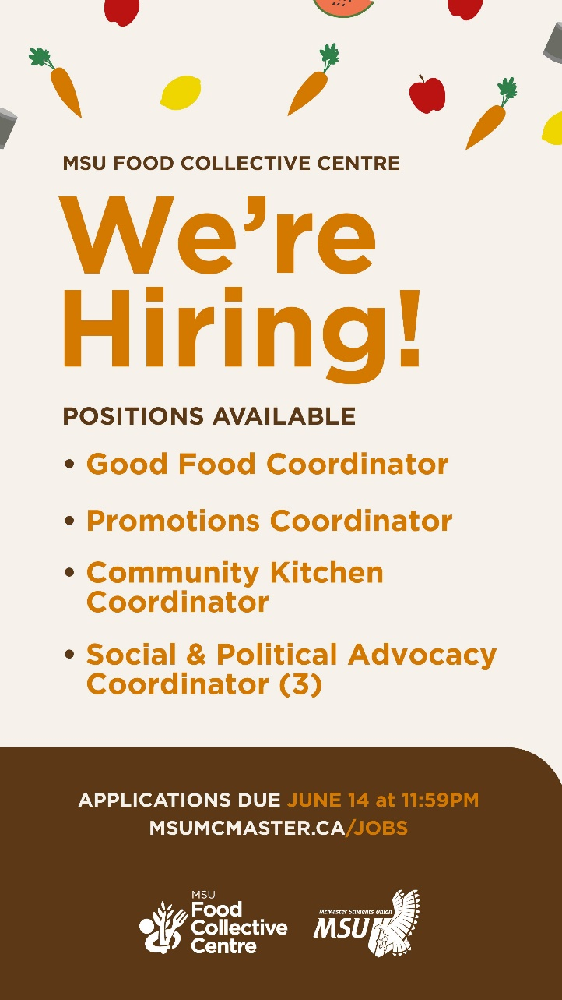 MSU FOOD COLLECTIVE CENTRE
We’re
Hiring!
POSITIONS AVAILABLE
• Good Food Coordinator
• Promotions Coordinator
• Community Kitchen
Coordinator
• Social & Political Advocacy
Coordinator (3)
APPLICATIONS DUE JUNE 14 at 11:59PM
MSUMCMASTER.CA/JOBS
MSU
Food
Collective
Centre
McMaster Students Union
MSU